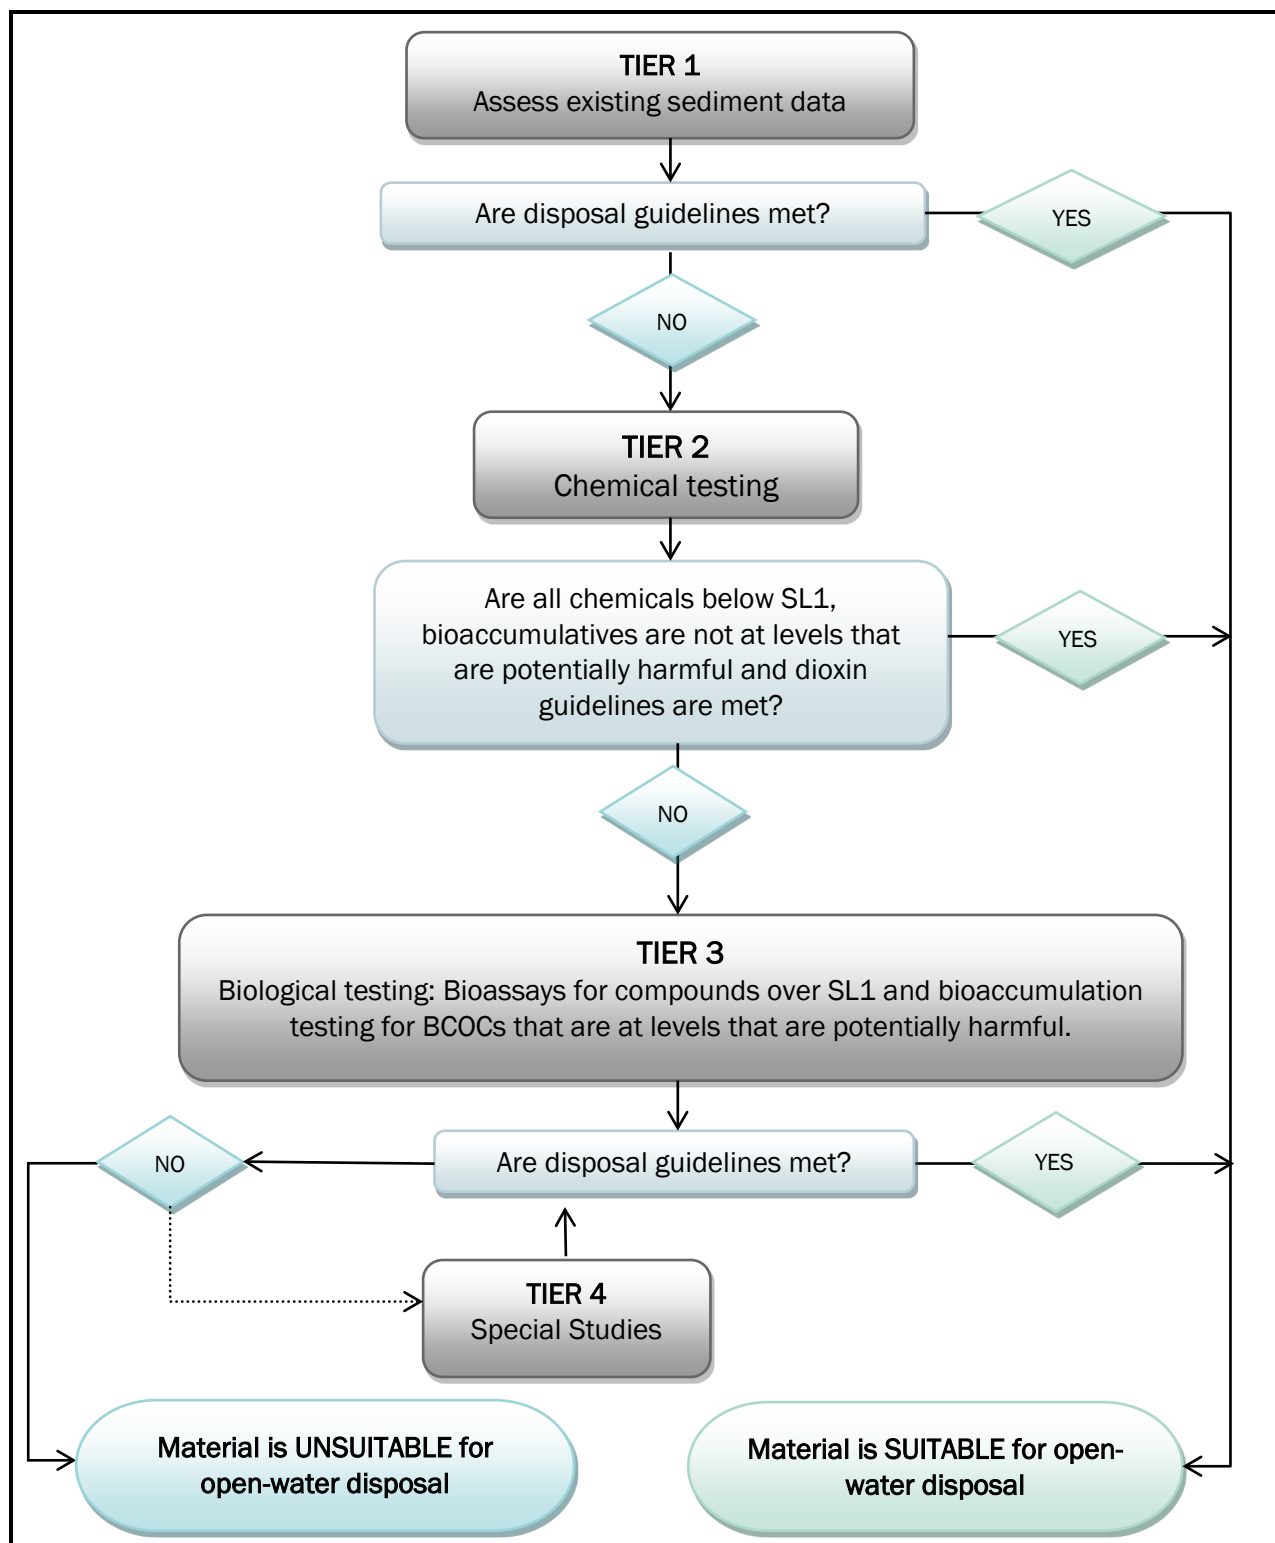 TIER 1
Assess existing sediment data
Are disposal guidelines met?
YES
NO
TIER 2
Chemical testing
Are all chemicals below SL1,
bioaccumulatives are not at levels that
are potentially harmful and dioxin
guidelines are met?
YES
NO
TIER 3
Biological testing: Bioassays for compounds over SL1 and bioaccumulation
testing for BCOCs that are at levels that are potentially harmful.
NO
Are disposal guidelines met?
YES
TIER 4
Special Studies
Material is UNSUITABLE for
open-water disposal
Material is SUITABLE for open-
water disposal